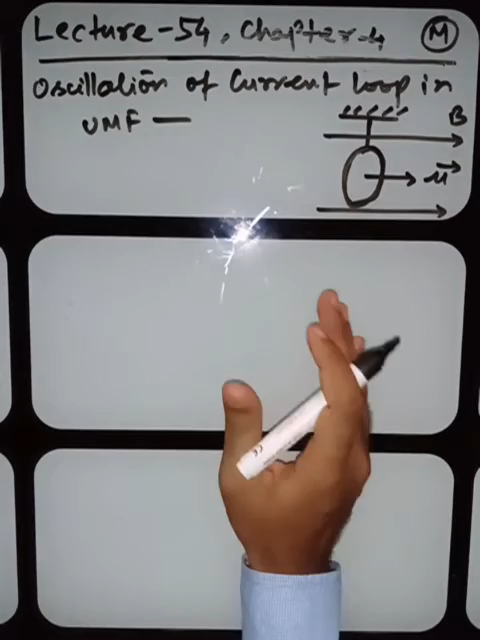 Lecture-54, Chapter-4 M
Oscillation of Current loop in
UMF —
B
M